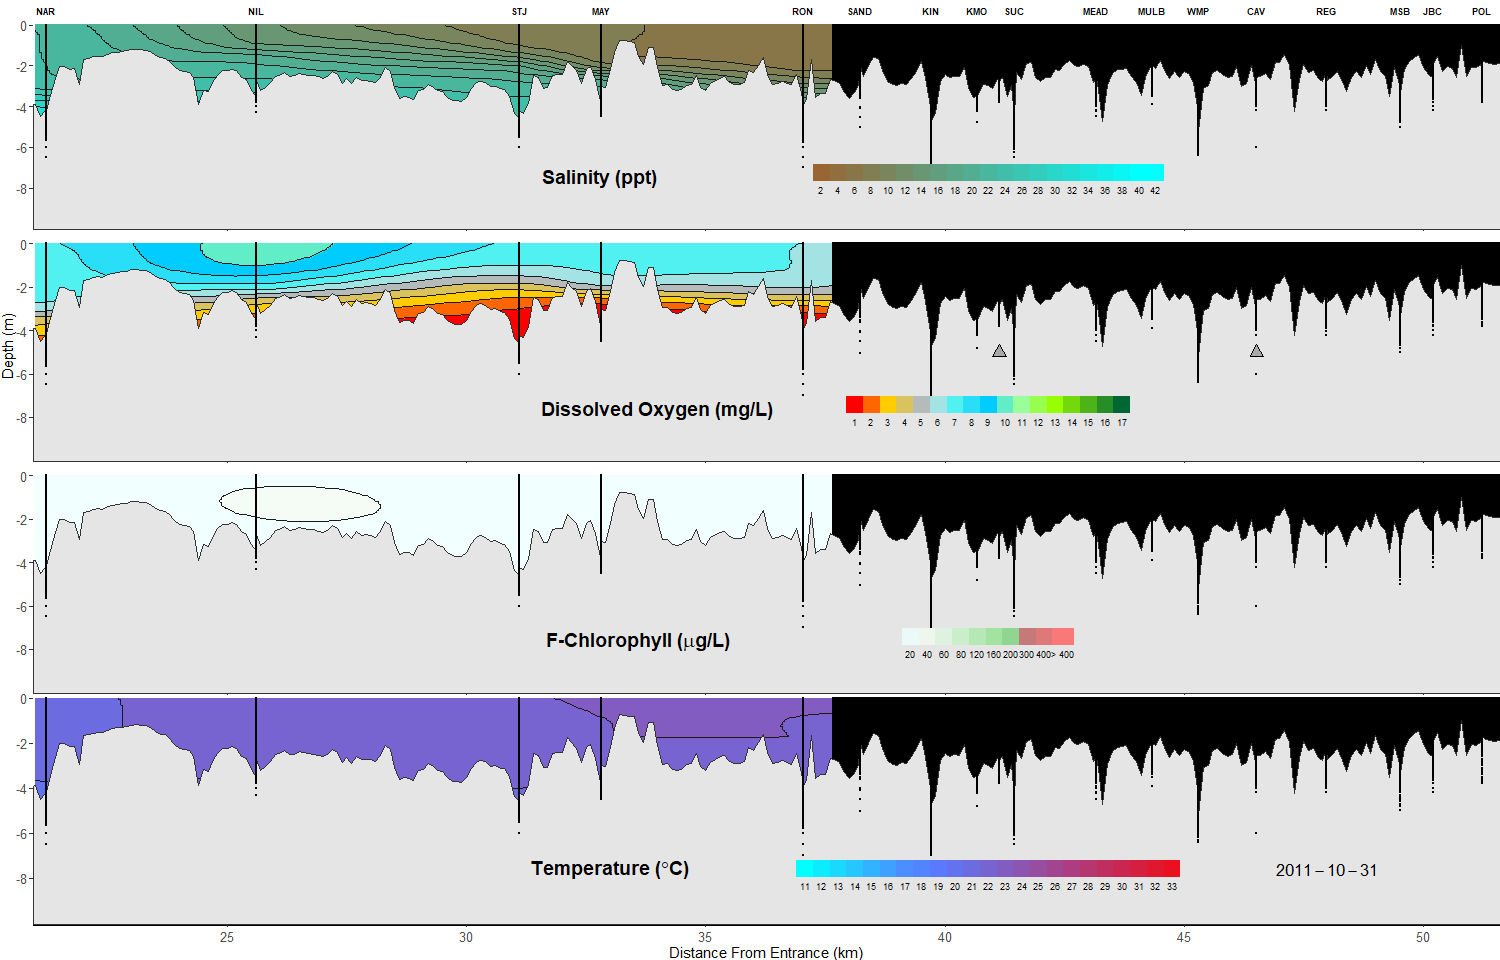 NAR NIL STJ MAY RON SAND KIN KMO SUC MEAD MULB WMP CAV REG MSB JBC POL
0
-2
-4
-6
-8
Salinity (ppt)
2 4 6 8 10 12 14 16 18 20 22 24 26 28 30 32 34 36 38 40 42
0
-2
-4
-6
-8
Depth (m)
Dissolved Oxygen (mg/L)
1 2 3 4 5 6 7 8 9 10 11 12 13 14 15 16 17
0
-2
-4
-6
-8
F-Chlorophyll (μg/L)
20 40 60 80 120 160 200 300 400> 400
0
-2
-4
-6
-8
Temperature (°C)
11 12 13 14 15 16 17 18 19 20 21 22 23 24 25 26 27 28 29 30 31 32 33
2011 – 10 – 31
25 30 35 40 45 50
Distance From Entrance (km)